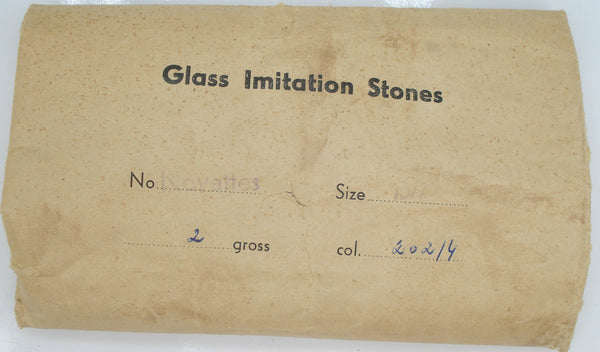 Glass Imitation Stones
No Navettes Size
2 gross col. 202/4